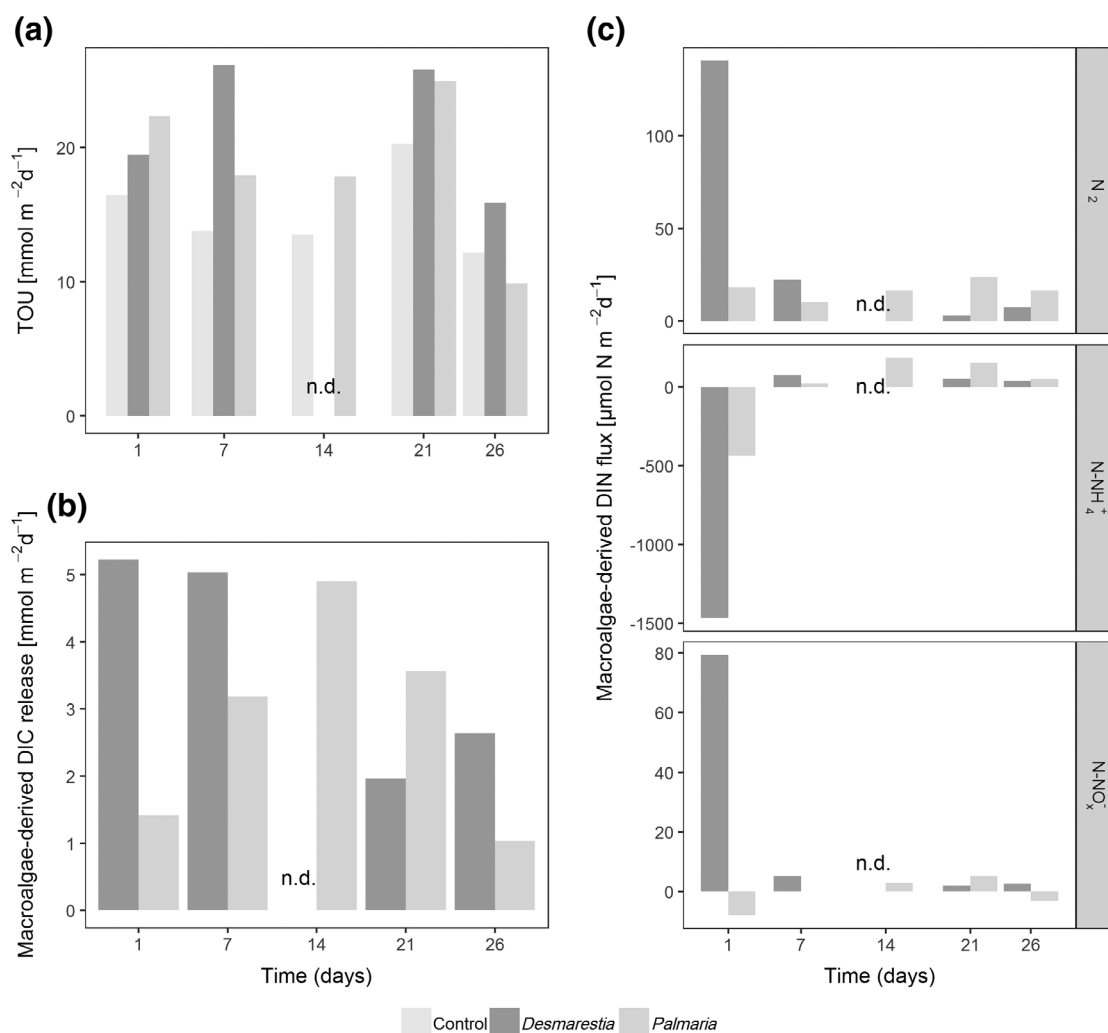 (a)
TOU [mmol m⁻²d⁻¹]
20
10
0
n.d.
1 7 14 21 26
(b)
Macroalgae-derived DIC release [mmol m⁻²d⁻¹]
5
4
3
2
1
0
n.d.
1 7 14 21 26
Time (days)
(c)
Macroalgae-derived DIN flux [µmol N m⁻²d⁻¹]
100
50
0
n.d.
N₂
0
-500
-1000
-1500
n.d.
N-NH₄⁺
80
60
40
20
0
n.d.
N-NOₓ⁻
1 7 14 21 26
Time (days)
Control Desmarestia Palmaria